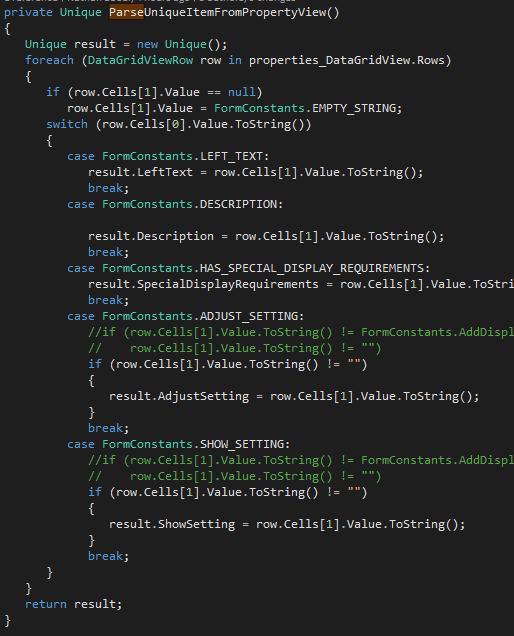 private Unique ParseUniqueItemFromPropertyView()
{
Unique result = new Unique();
foreach (DataGridViewRow row in properties_DataGridView.Rows)
{
if (row.Cells[1].Value == null)
row.Cells[1].Value = FormConstants.EMPTY_STRING;
switch (row.Cells[0].Value.ToString())
{
case FormConstants.LEFT_TEXT:
result.LeftText = row.Cells[1].Value.ToString();
break;
case FormConstants.DESCRIPTION:
result.Description = row.Cells[1].Value.ToString();
break;
case FormConstants.HAS_SPECIAL_DISPLAY_REQUIREMENTS:
result.SpecialDisplayRequirements = row.Cells[1].Value.ToStri
break;
case FormConstants.ADJUST_SETTING:
//if (row.Cells[1].Value.ToString() != FormConstants.AddDispl
//    row.Cells[1].Value.ToString() != "")
if (row.Cells[1].Value.ToString() != "")
{
result.AdjustSetting = row.Cells[1].Value.ToString();
}
break;
case FormConstants.SHOW_SETTING:
//if (row.Cells[1].Value.ToString() != FormConstants.AddDispl
//    row.Cells[1].Value.ToString() != "")
if (row.Cells[1].Value.ToString() != "")
{
result.ShowSetting = row.Cells[1].Value.ToString();
}
break;
}
}
return result;
}